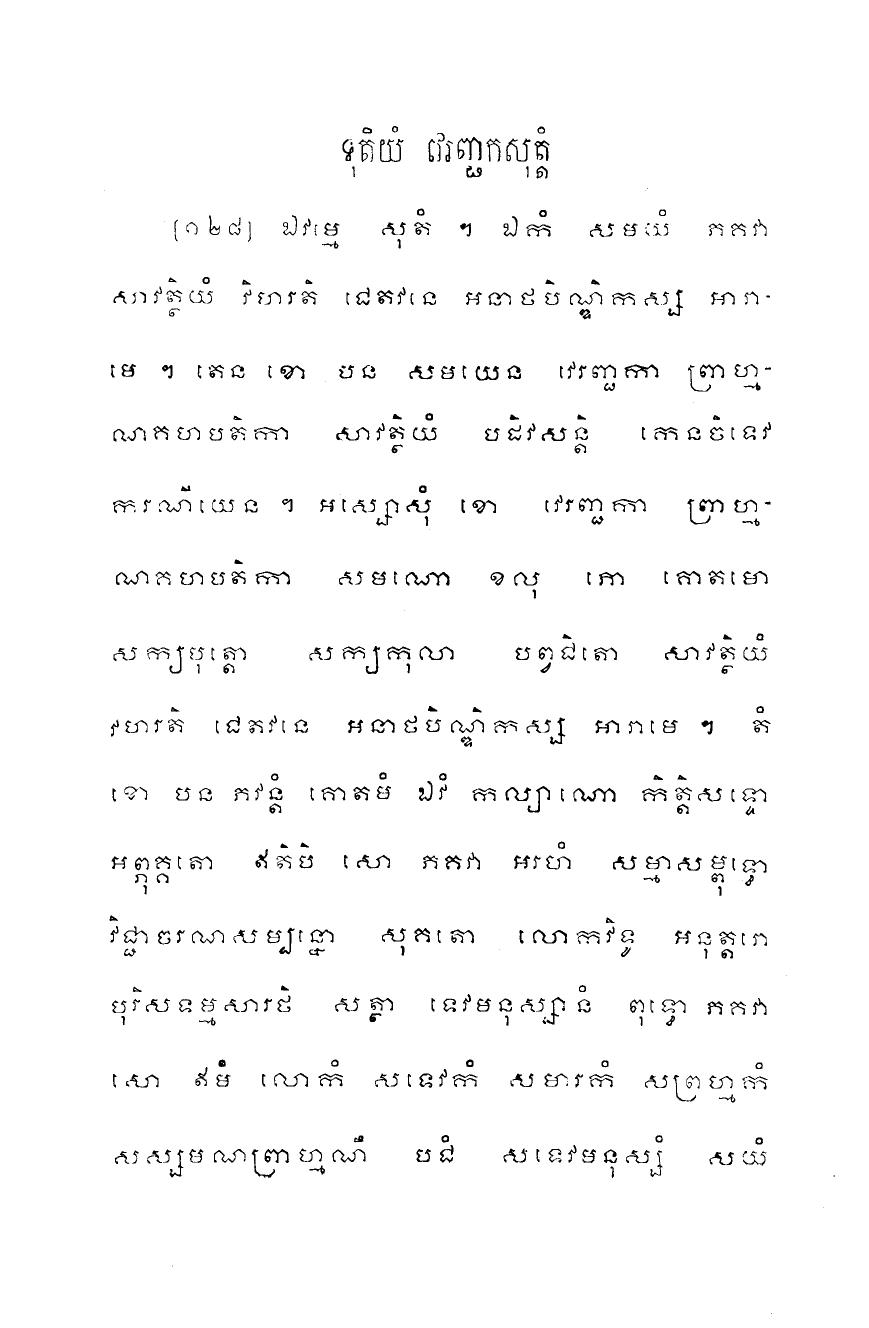 ទុតិយំ វេរញ្ជកសុត្តំ
[១២៨] ឯវម្មេ សុតំ ។ ឯកំ សមយំ ភគវា
សាវត្ថិយំ វិហរតិ ជេតវនេ អនាថបិណ្ឌិកស្ស អារា-
មេ ។ តេន ខោ បន សមយេន វេរញ្ជកា ព្រាហ្ម-
ណគហបតិកា សាវត្ថិយំ បដិវសន្តិ កេនចិទេវ
ករណីយេន ។ អស្សោសុំ ខោ វេរញ្ជកា ព្រាហ្ម-
ណគហបតិកា សមណោ ខលុ ភោ គោតមោ
សក្យបុត្តោ សក្យកុលា បព្វជិតោ សាវត្ថិយំ
វហរតិ ជេតវនេ អនាថបិណ្ឌិកស្ស អារាមេ ។ តំ
ខោ បន ភវន្តំ គោតមំ ឯវំ កល្យាណោ កិត្តិសទ្ទោ
អព្ភុគ្គតោ ឥតិបិ សោ ភគវា អរហំ សម្មាសម្ពុទ្ធោ
វិជ្ជាចរណសម្បន្នោ សុគតោ លោកវិទូ អនុត្តរោ
បុរិសទម្មសារថិ សត្ថា ទេវមនុស្សានំ ពុទ្ធោ ភគវា
សោ ឥមំ លោកំ សទេវកំ សមារកំ សព្រហ្មកំ
សស្សមណព្រាហ្មណឹ បជំ សទេវមនុស្សំ សយំ